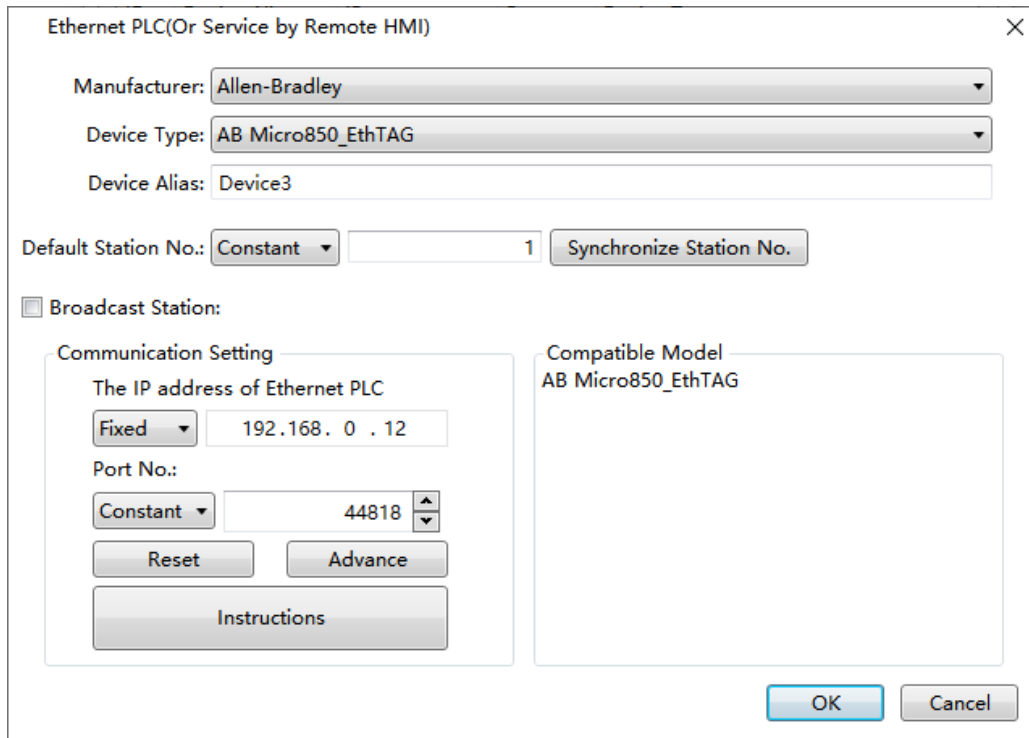 Ethernet PLC(Or Service by Remote HMI)
Manufacturer: Allen-Bradley
Device Type: AB Micro850_EthTAG
Device Alias: Device3
Default Station No.: Constant 1 Synchronize Station No.
Broadcast Station:
Communication Setting
The IP address of Ethernet PLC
Fixed 192.168. 0 . 12
Port No.:
Constant 44818
Reset Advance
Instructions
Compatible Model
AB Micro850_EthTAG
OK Cancel